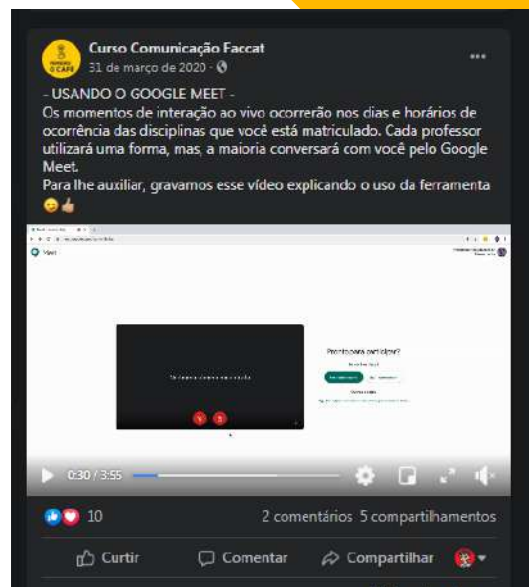 Curso Comunicação Faccat
31 de março de 2020 ·
- USANDO O GOOGLE MEET -
Os momentos de interação ao vivo ocorrerão nos dias e horários de
ocorrência das disciplinas que você está matriculado. Cada professor
utilizará uma forma, mas, a maioria conversará com você pelo Google
Meet.
Para lhe auxiliar, gravamos esse vídeo explicando o uso da ferramenta
Meet
Pronto para participar?
0:30 / 3:55
10
2 comentários 5 compartilhamentos
Curtir
Comentar
Compartilhar